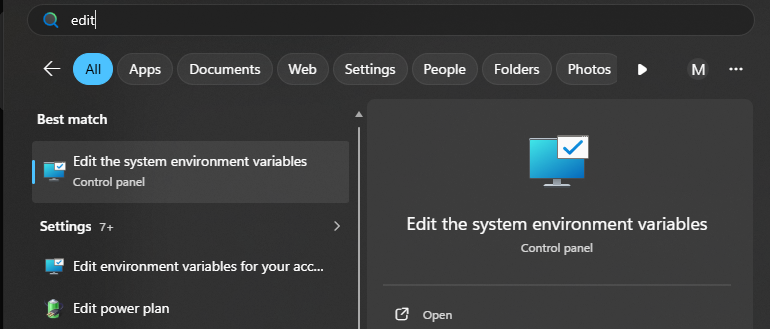 edit
All Apps Documents Web Settings People Folders Photos M ...
Best match
Edit the system environment variables
Control panel
Settings 7+
Edit environment variables for your acc...
Edit power plan
Edit the system environment variables
Control panel
Open